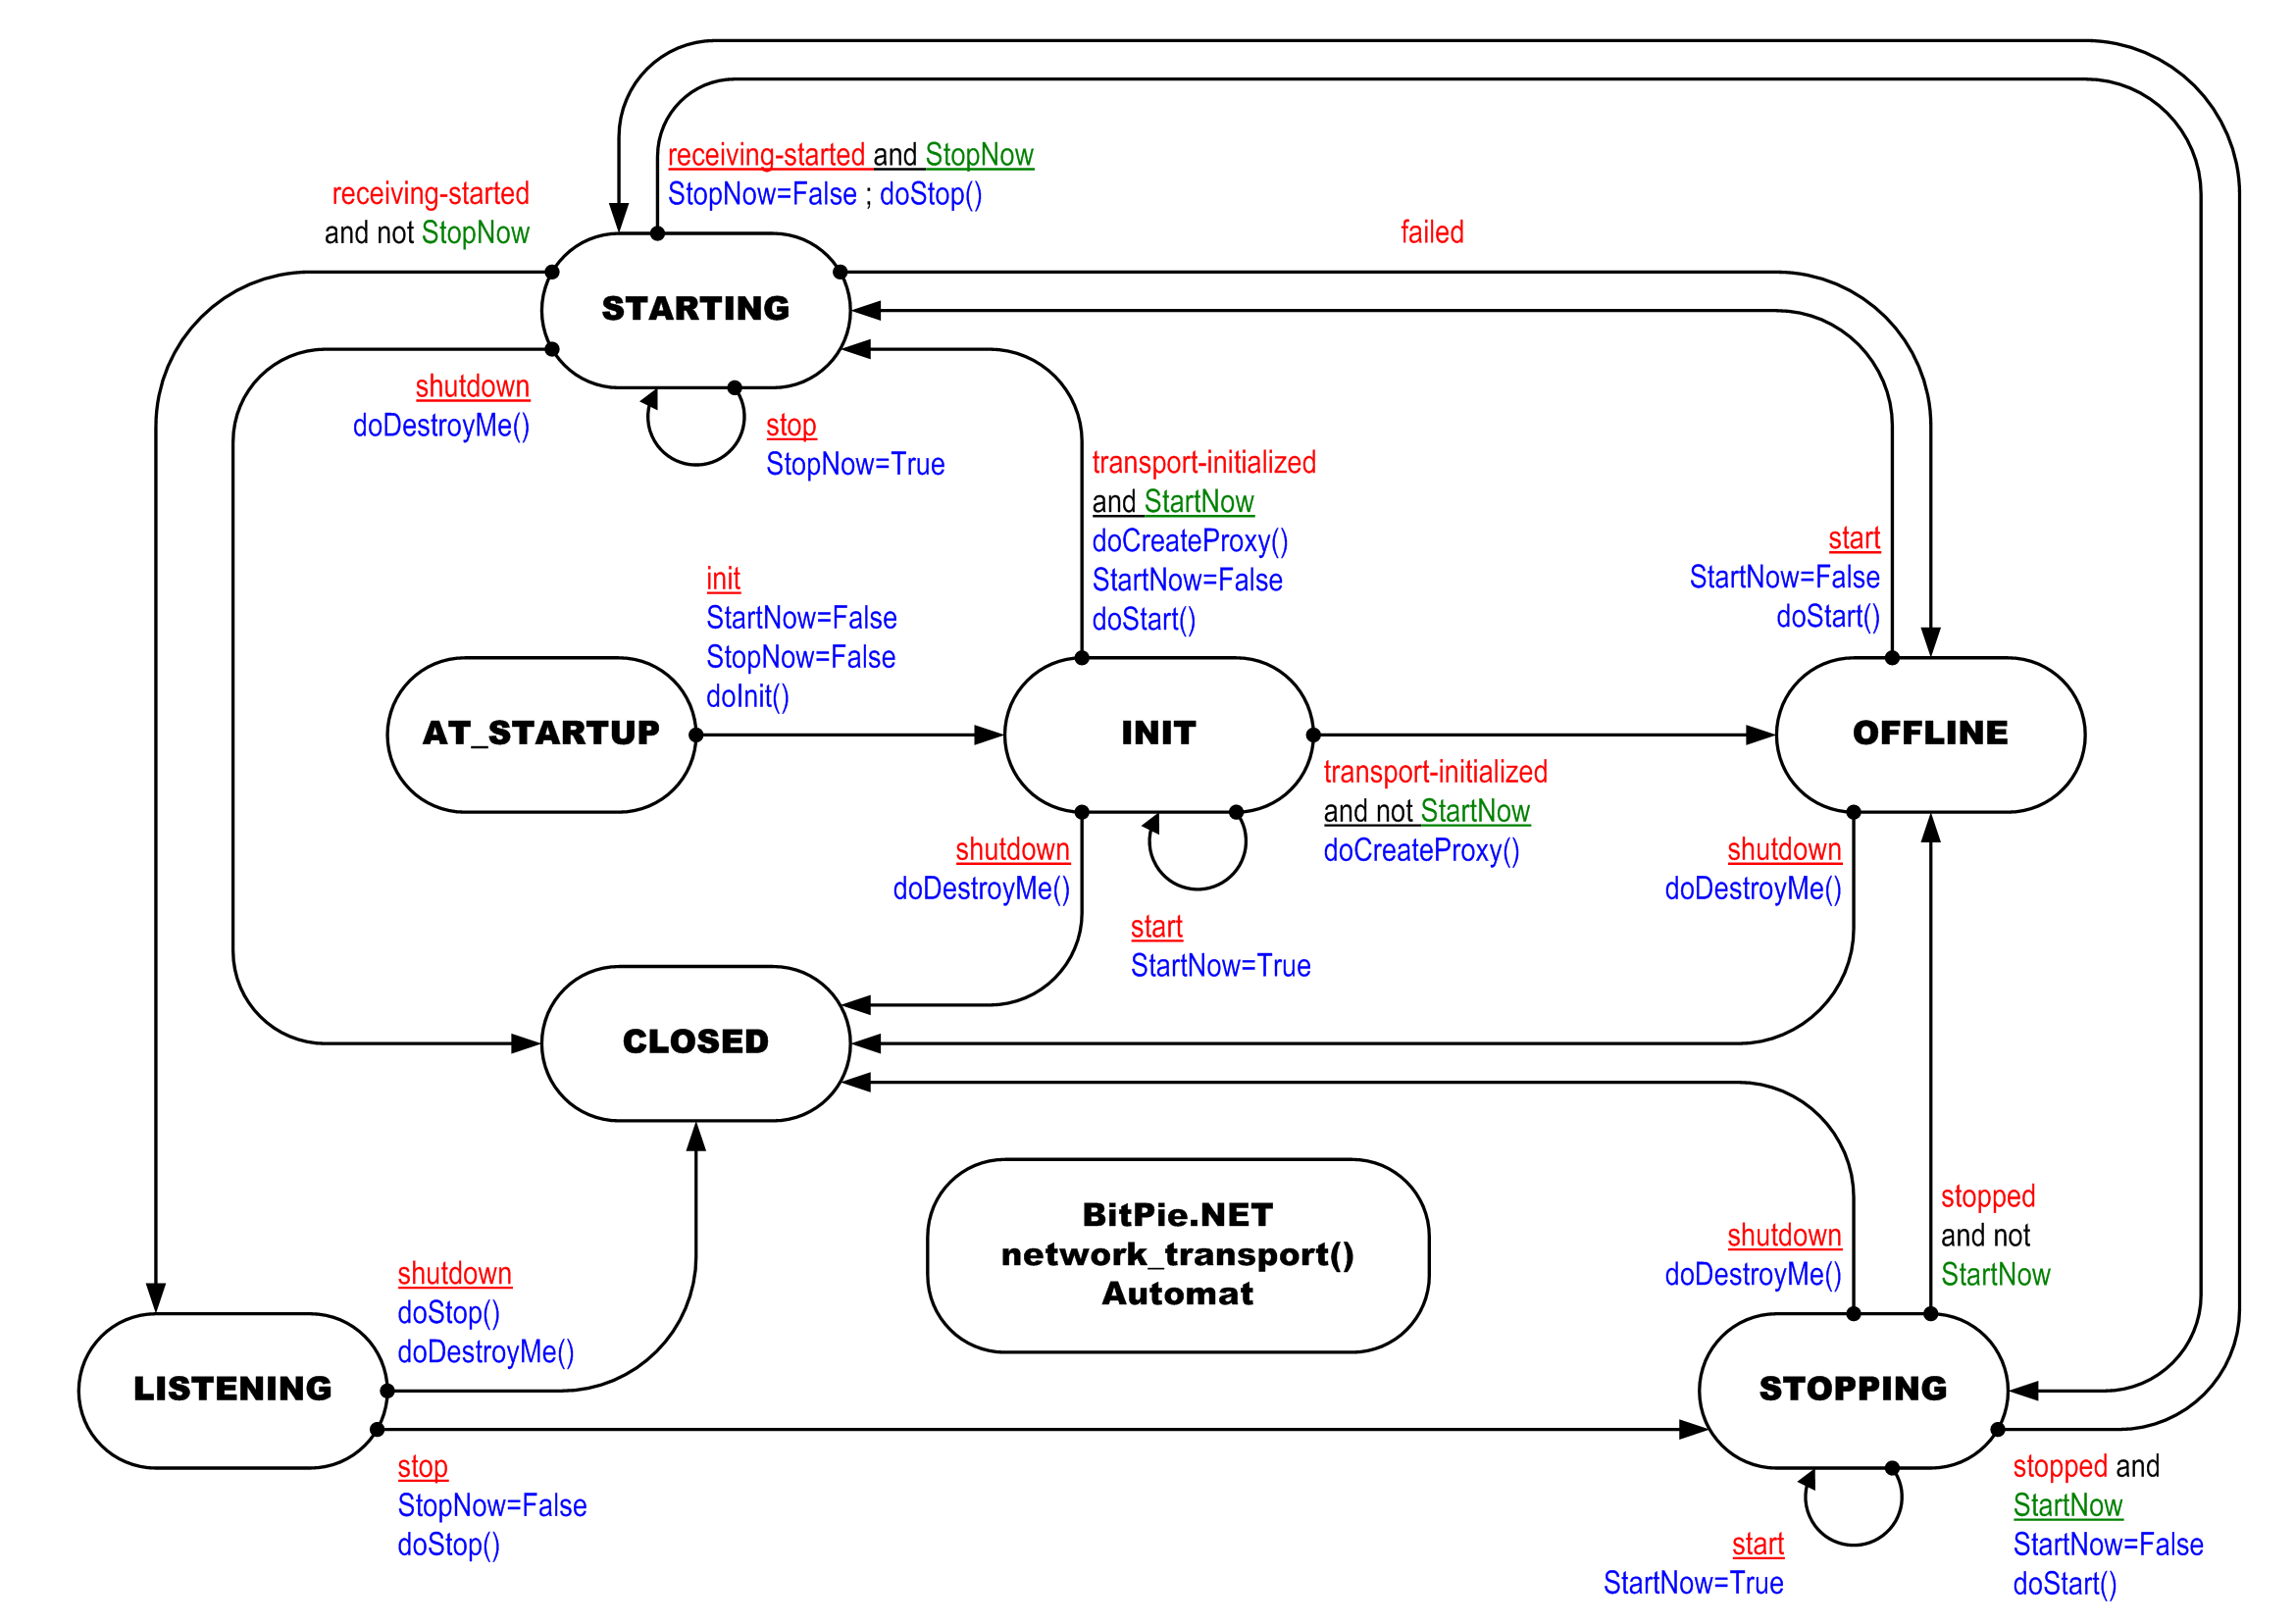 receiving-started and StopNow
StopNow=False ; doStop()
receiving-started
and not StopNow
failed
STARTING
shutdown
doDestroyMe()
stop
StopNow=True
transport-initialized
and StartNow
doCreateProxy()
StartNow=False
doStart()
start
StartNow=False
doStart()
init
StartNow=False
StopNow=False
doInit()
AT_STARTUP
INIT
OFFLINE
transport-initialized
and not StartNow
doCreateProxy()
shutdown
doDestroyMe()
start
StartNow=True
shutdown
doDestroyMe()
CLOSED
BitPie.NET
network_transport()
Automat
shutdown
doDestroyMe()
stopped
and not
StartNow
shutdown
doStop()
doDestroyMe()
LISTENING
STOPPING
stop
StopNow=False
doStop()
start
StartNow=True
stopped and
StartNow
StartNow=False
doStart()